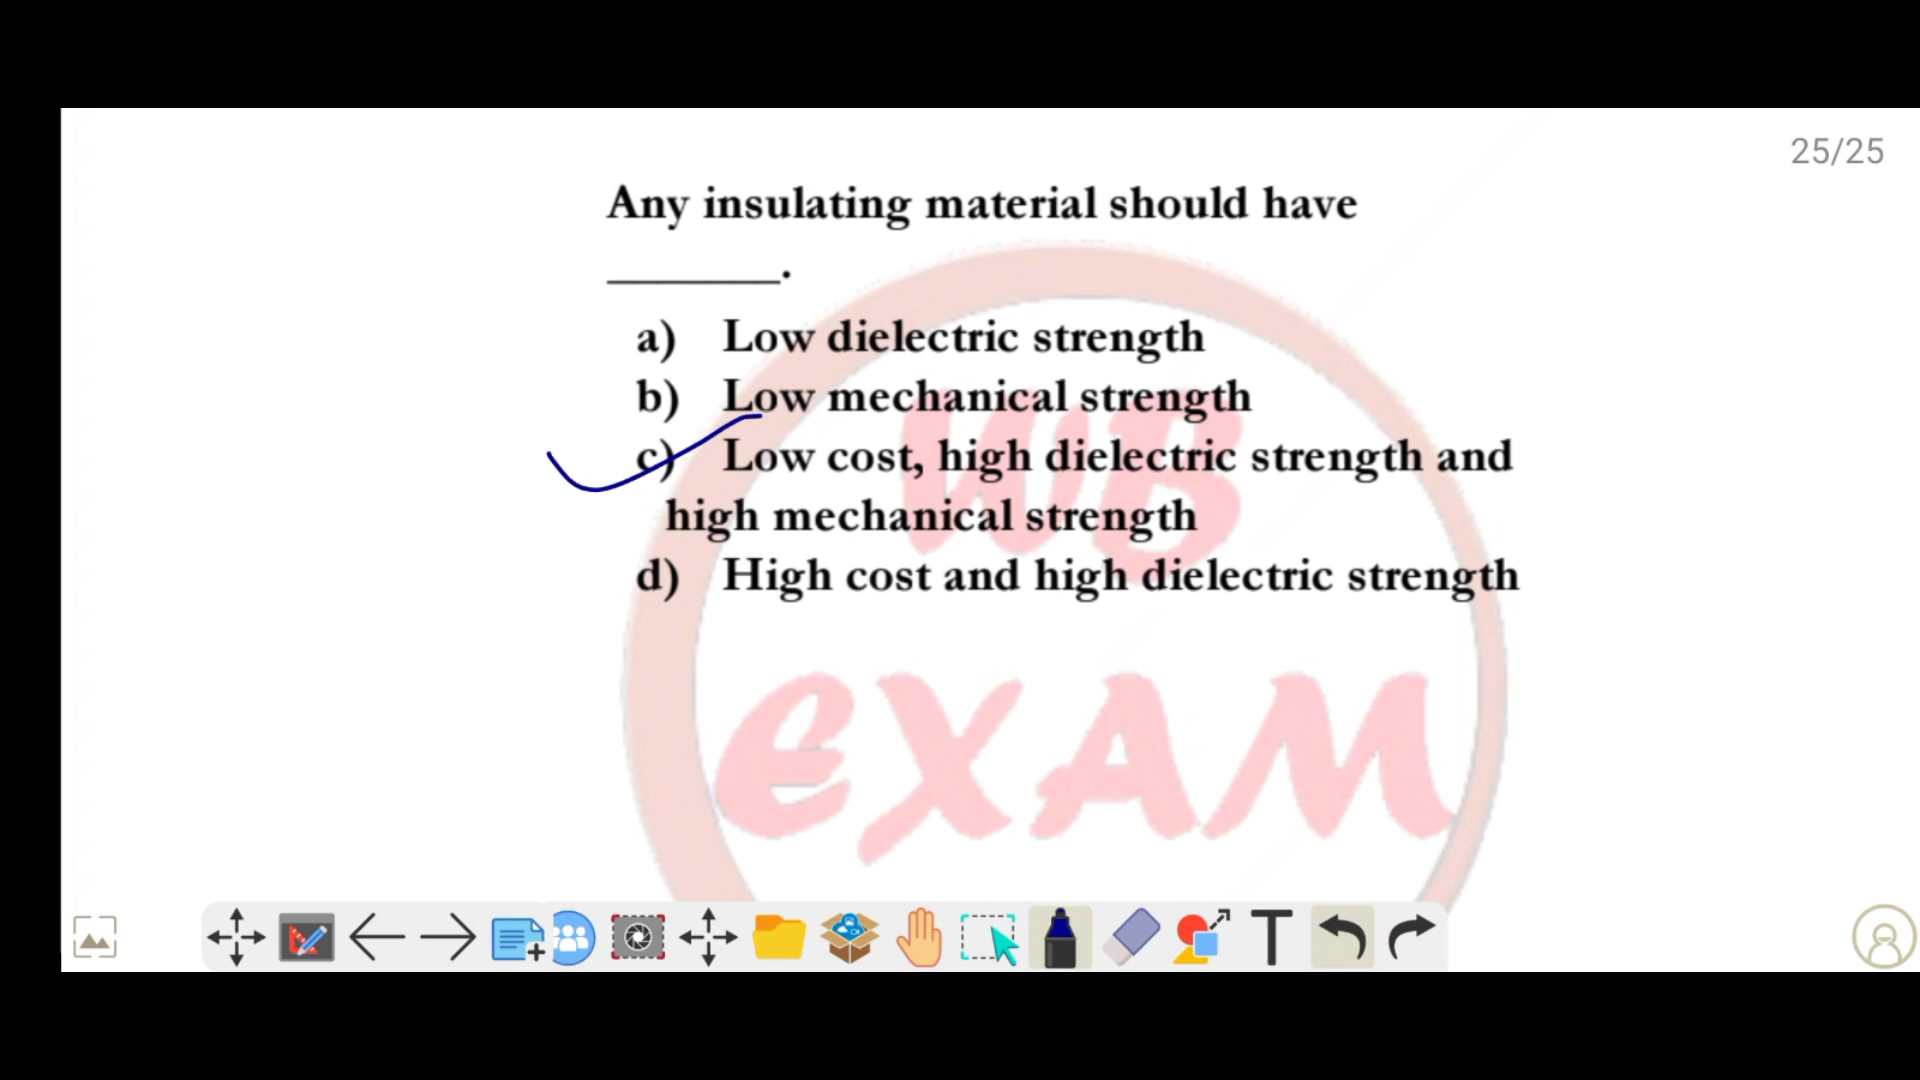 25/25
Any insulating material should have
________.
a) Low dielectric strength
b) Low mechanical strength
c) Low cost, high dielectric strength and
high mechanical strength
d) High cost and high dielectric strength
WB
EXAM
T